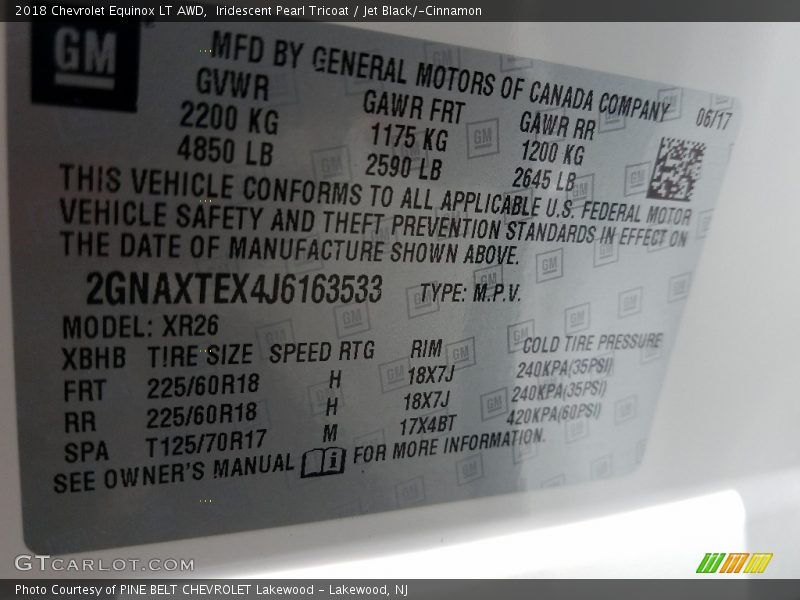 2018 Chevrolet Equinox LT AWD,  Iridescent Pearl Tricoat / Jet Black/-Cinnamon
GM
MFD BY GENERAL MOTORS OF CANADA COMPANY
GVWR GAWR FRT GAWR RR 06/17
2200 KG 1175 KG 1200 KG
4850 LB 2590 LB 2645 LB
THIS VEHICLE CONFORMS TO ALL APPLICABLE U.S. FEDERAL MOTOR
VEHICLE SAFETY AND THEFT PREVENTION STANDARDS IN EFFECT ON
THE DATE OF MANUFACTURE SHOWN ABOVE.
2GNAXTEX4J6163533 TYPE: M.P.V.
MODEL: XR26
XBHB TIRE SIZE SPEED RTG RIM COLD TIRE PRESSURE
FRT 225/60R18 H 18X7J 240KPA(35PSI)
RR 225/60R18 H 18X7J 240KPA(35PSI)
SPA T125/70R17 M 17X4BT 420KPA(60PSI)
SEE OWNER'S MANUAL i FOR MORE INFORMATION.
GTCARLOT.COM
Photo Courtesy of PINE BELT CHEVROLET Lakewood - Lakewood, NJ